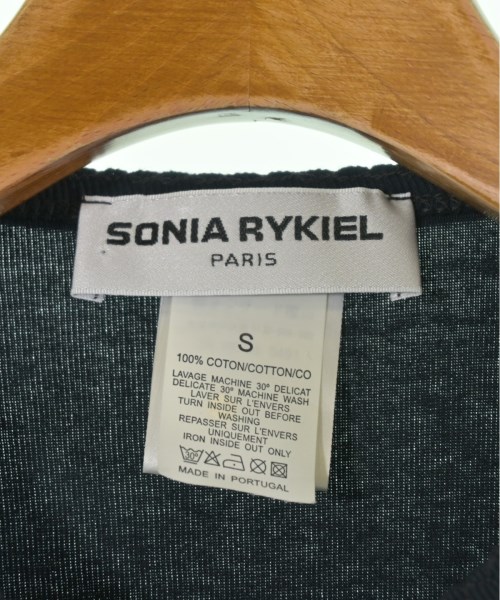 SONIA RYKIEL
PARIS
S
100% COTON/COTTON/CO
LAVAGE MACHINE 30° DELICAT
DELICATE 30° MACHINE WASH
LAVER SUR L'ENVERS
TURN INSIDE OUT BEFORE
WASHING
REPASSER SUR L'ENVERS
UNIQUEMENT
IRON INSIDE OUT ONLY
MADE IN PORTUGAL